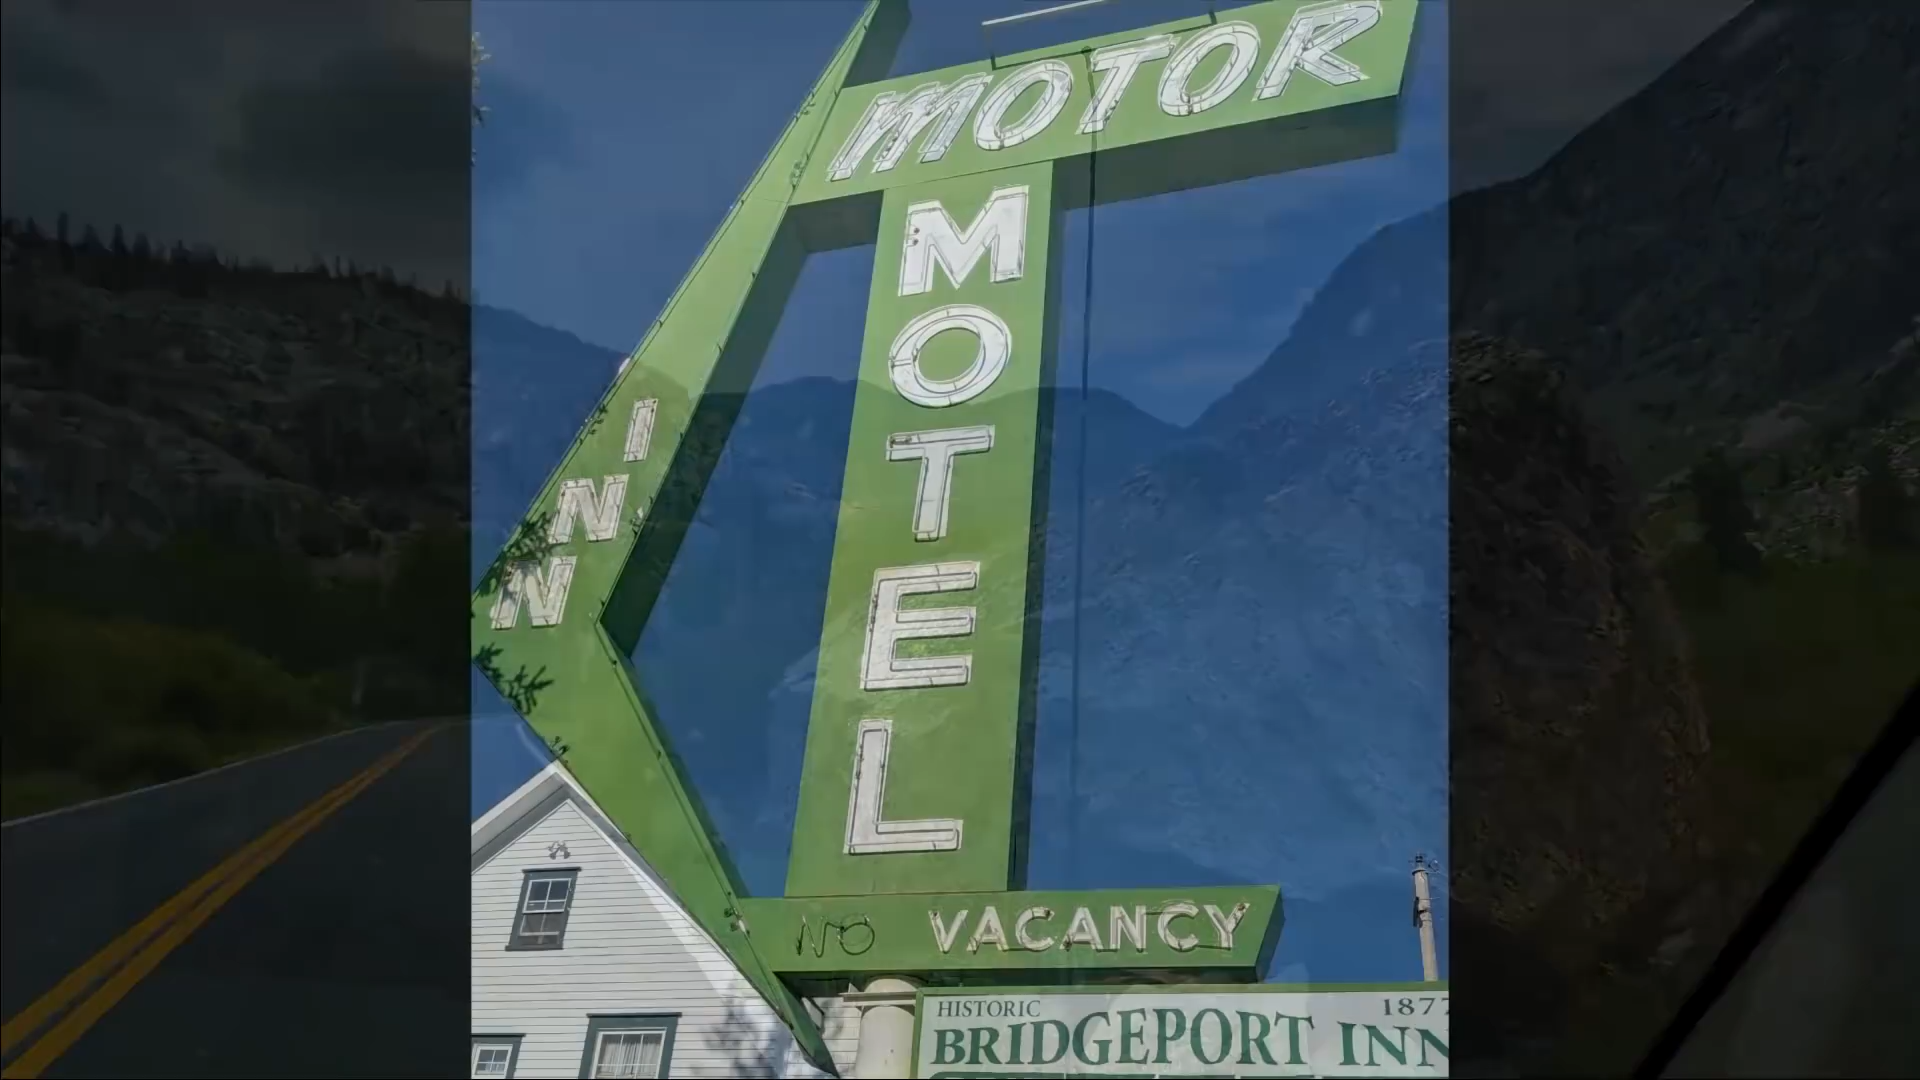 MOTOR
MOTEL
INN
NO VACANCY
HISTORIC 1877
BRIDGEPORT INN